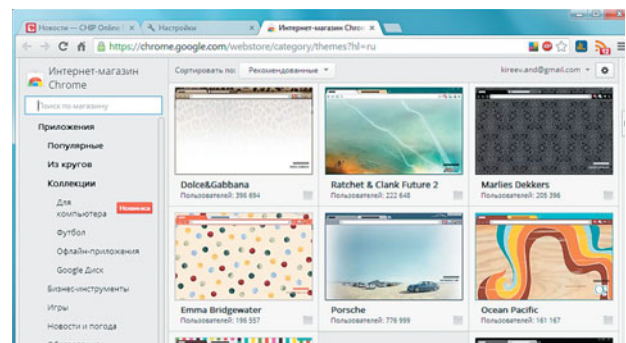 Новости — CHIP Online
Настройки
Интернет-магазин Chro
https://chrome.google.com/webstore/category/themes?hl=ru
12
Интернет-магазин
Chrome
Сортировать по: Рекомендованные
kireev.and@gmail.com
Поиск по магазину
Приложения
Популярные
Из кругов
Коллекции
Для
компьютера
Новинка
Футбол
Офлайн-приложения
Google Диск
Бизнес-инструменты
Игры
Новости и погода
Dolce&Gabbana
Пользователей: 396 694
Ratchet & Clank Future 2
Пользователей: 222 648
Marlies Dekkers
Пользователей: 205 396
Emma Bridgewater
Пользователей: 196 557
Porsche
Пользователей: 776 999
Ocean Pacific
Пользователей: 181 167